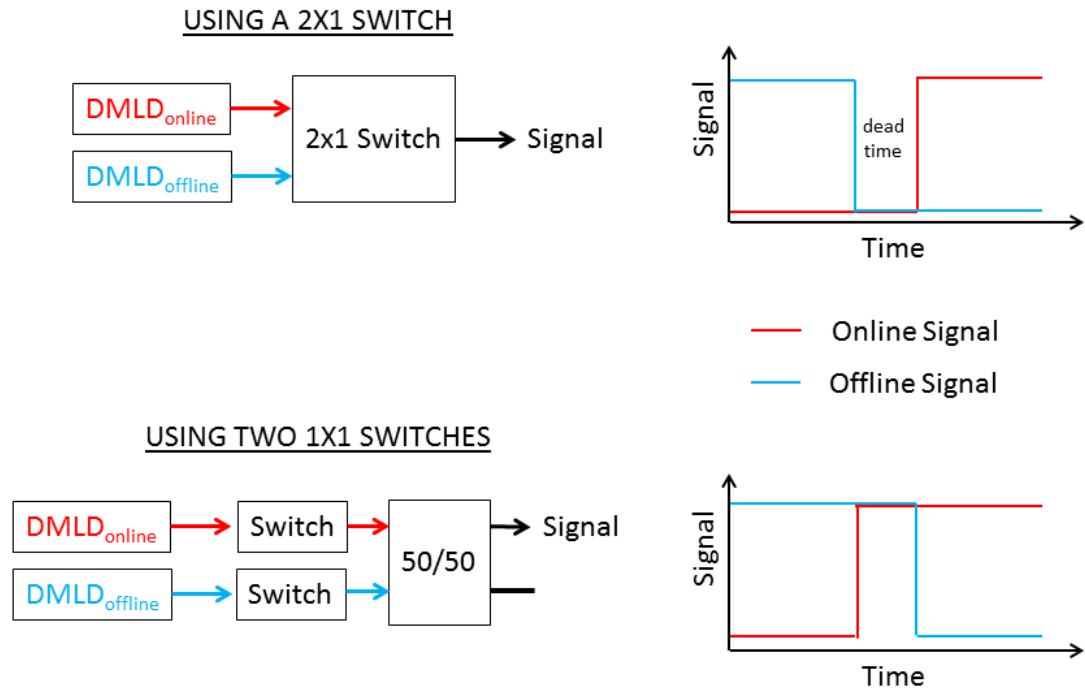 USING A 2X1 SWITCH
DMLDonline
DMLDoffline
2x1 Switch
Signal
Signal
dead
time
Time
Online Signal
Offline Signal
USING TWO 1X1 SWITCHES
DMLDonline
Switch
DMLDoffline
Switch
50/50
Signal
Signal
Time